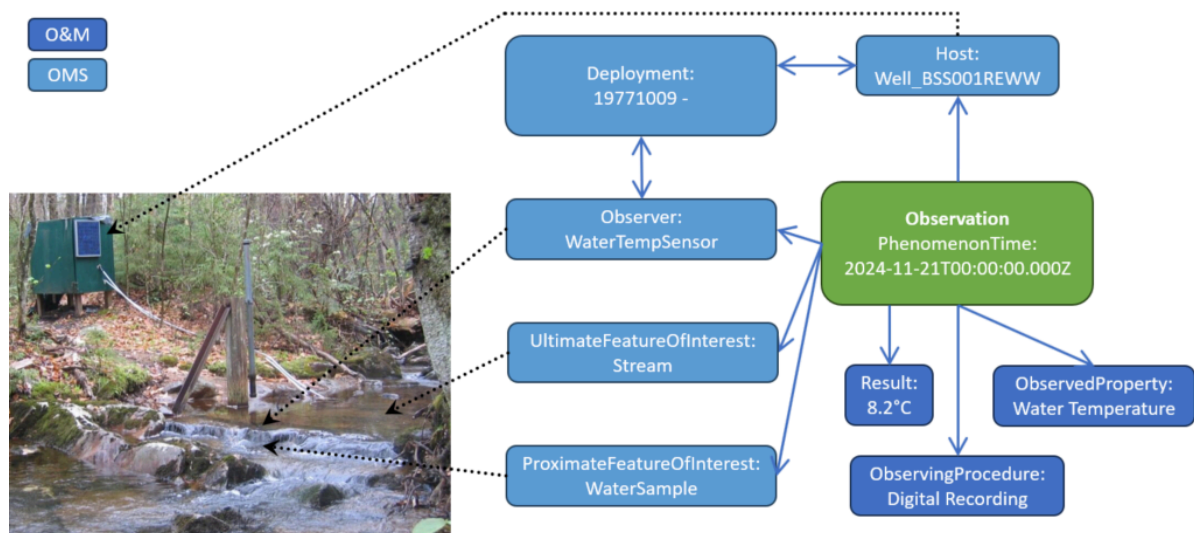 O&M
OMS
Deployment:
19771009 -
Host:
Well_BSS001REWW
Observer:
WaterTempSensor
Observation
PhenomenonTime:
2024-11-21T00:00:00.000Z
UltimateFeatureOfInterest:
Stream
Result:
8.2°C
ObservedProperty:
Water Temperature
ProximateFeatureOfInterest:
WaterSample
ObservingProcedure:
Digital Recording